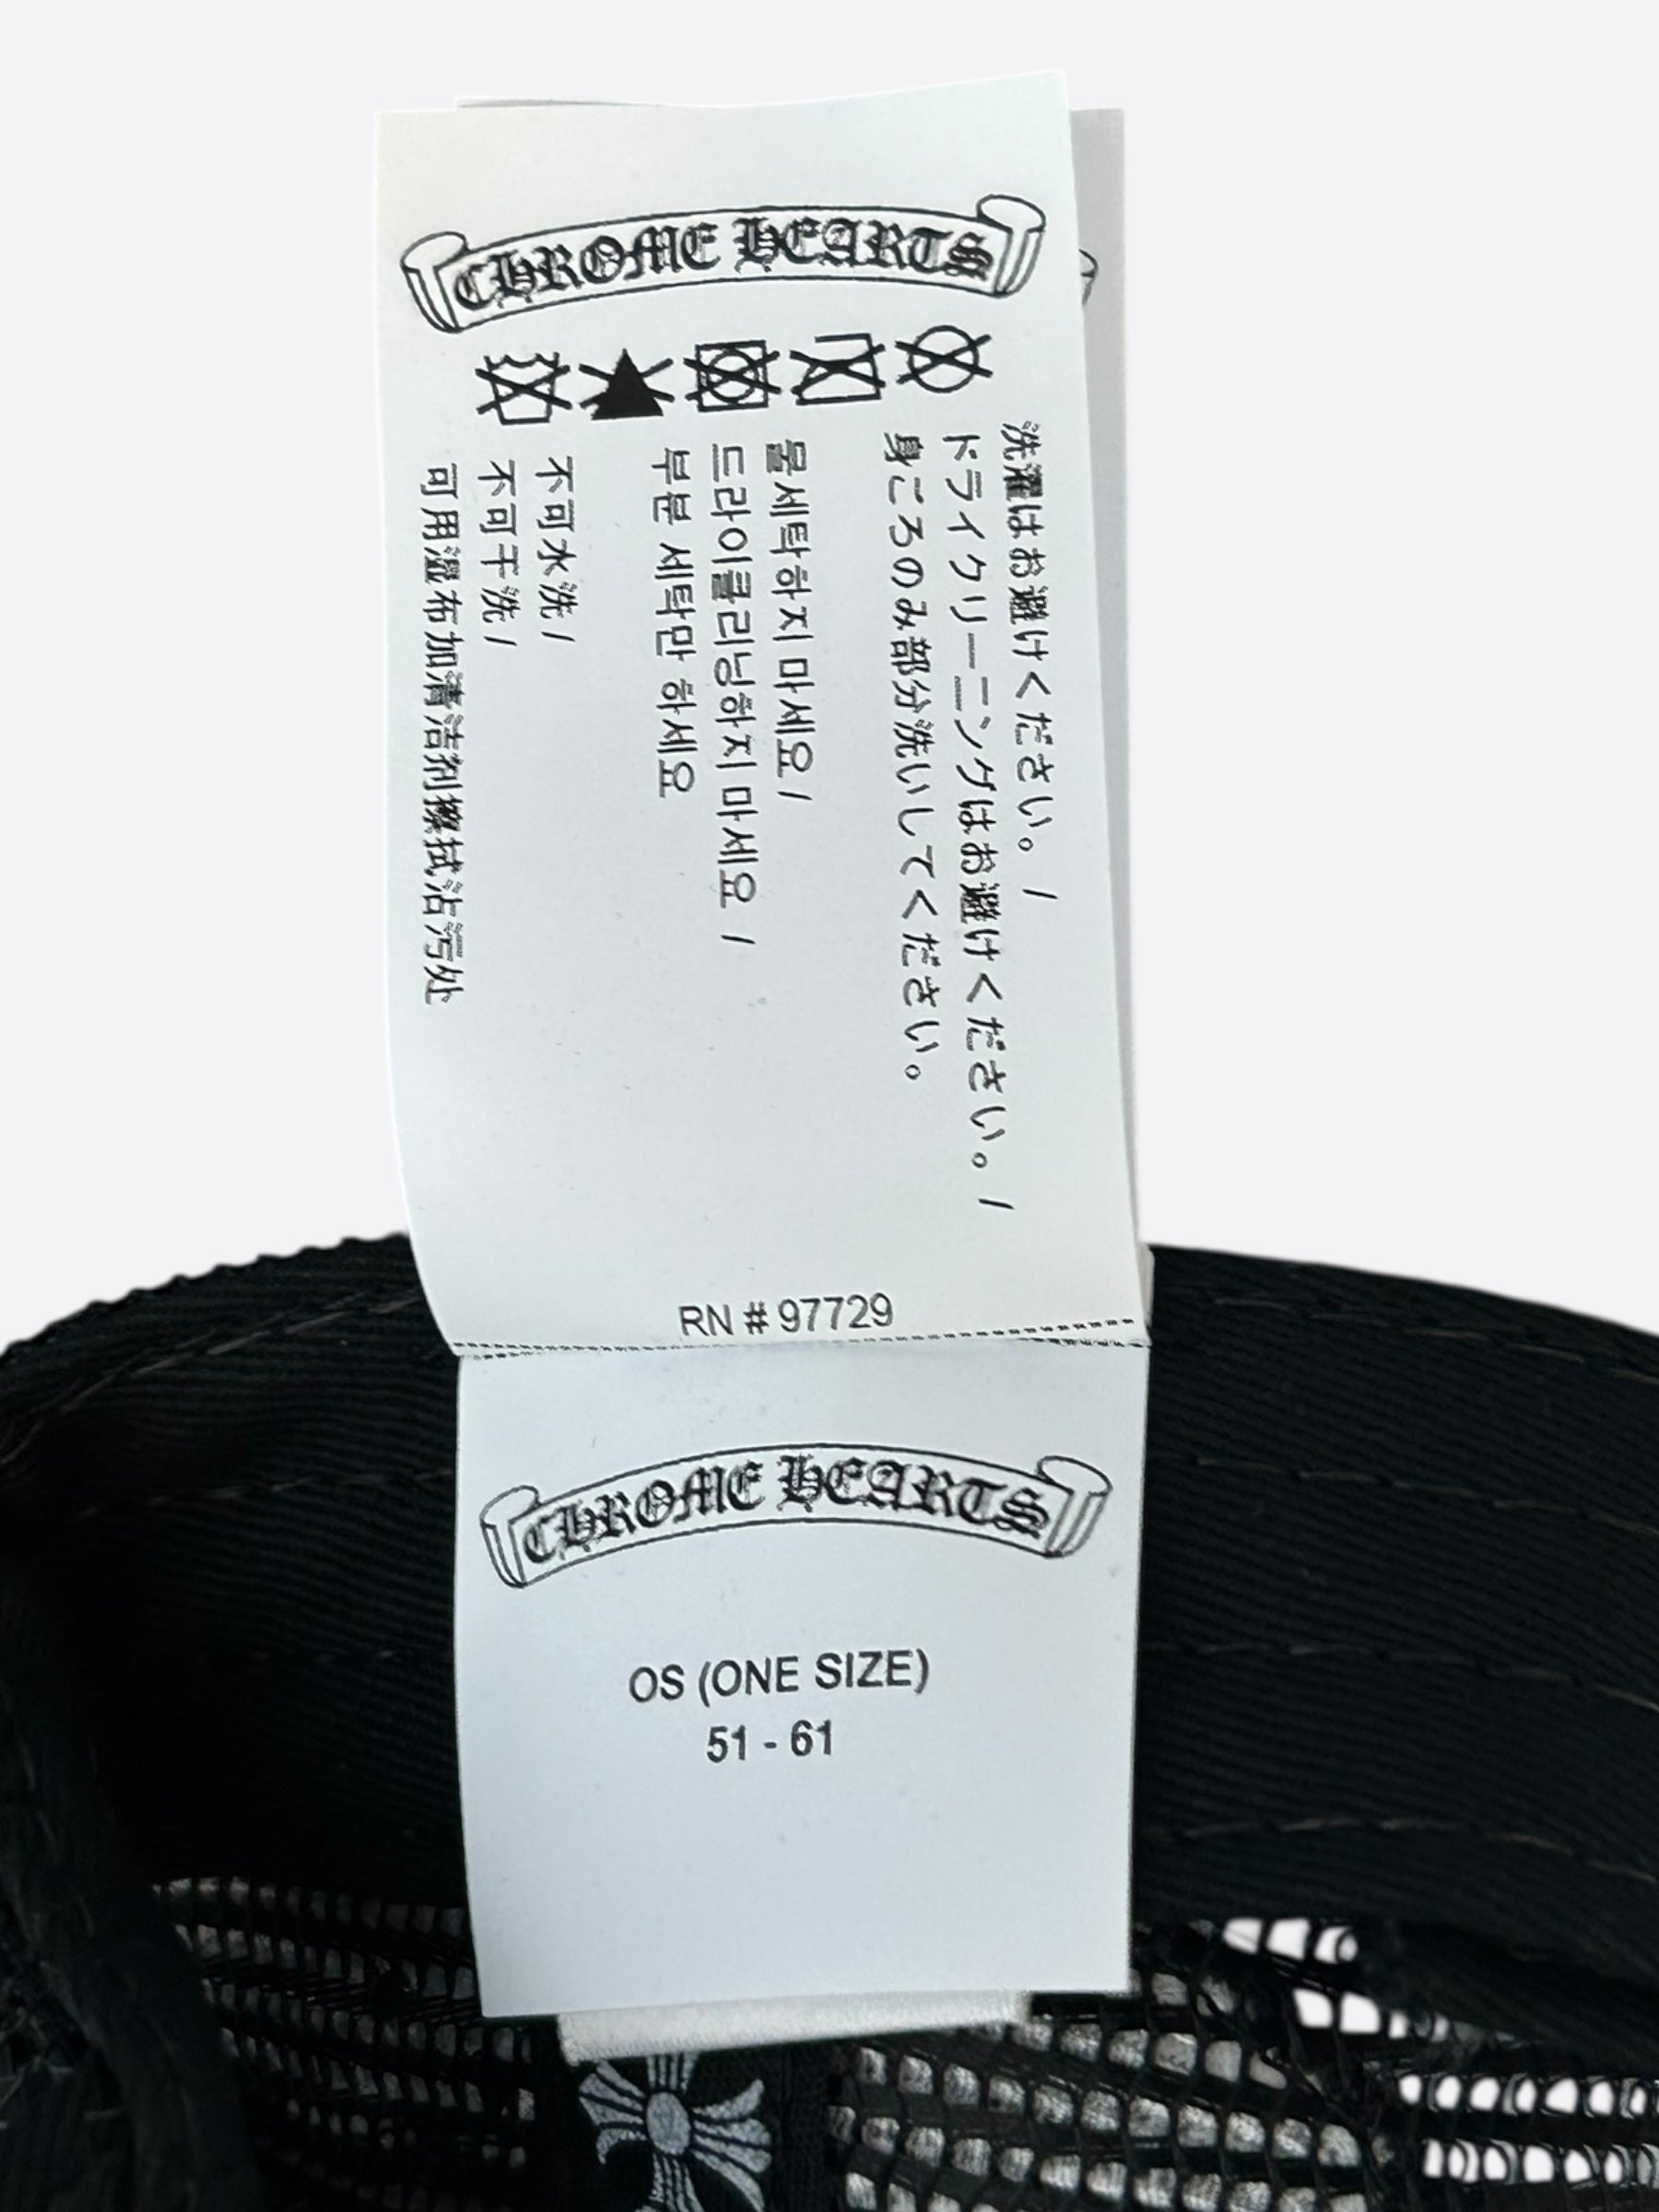 CHROME HEARTS
洗濯はお避けください。/
ドライクリーニングはお避けください。/
身ごろのみ部分洗いしてください。
물세탁하지 마세요 /
드라이클리닝하지 마세요 /
부분 세탁만 하세요
不可水洗 /
不可干洗 /
可用湿布加清洁剂擦拭沾污处
RN # 97729
CHROME HEARTS
OS (ONE SIZE)
51 - 61